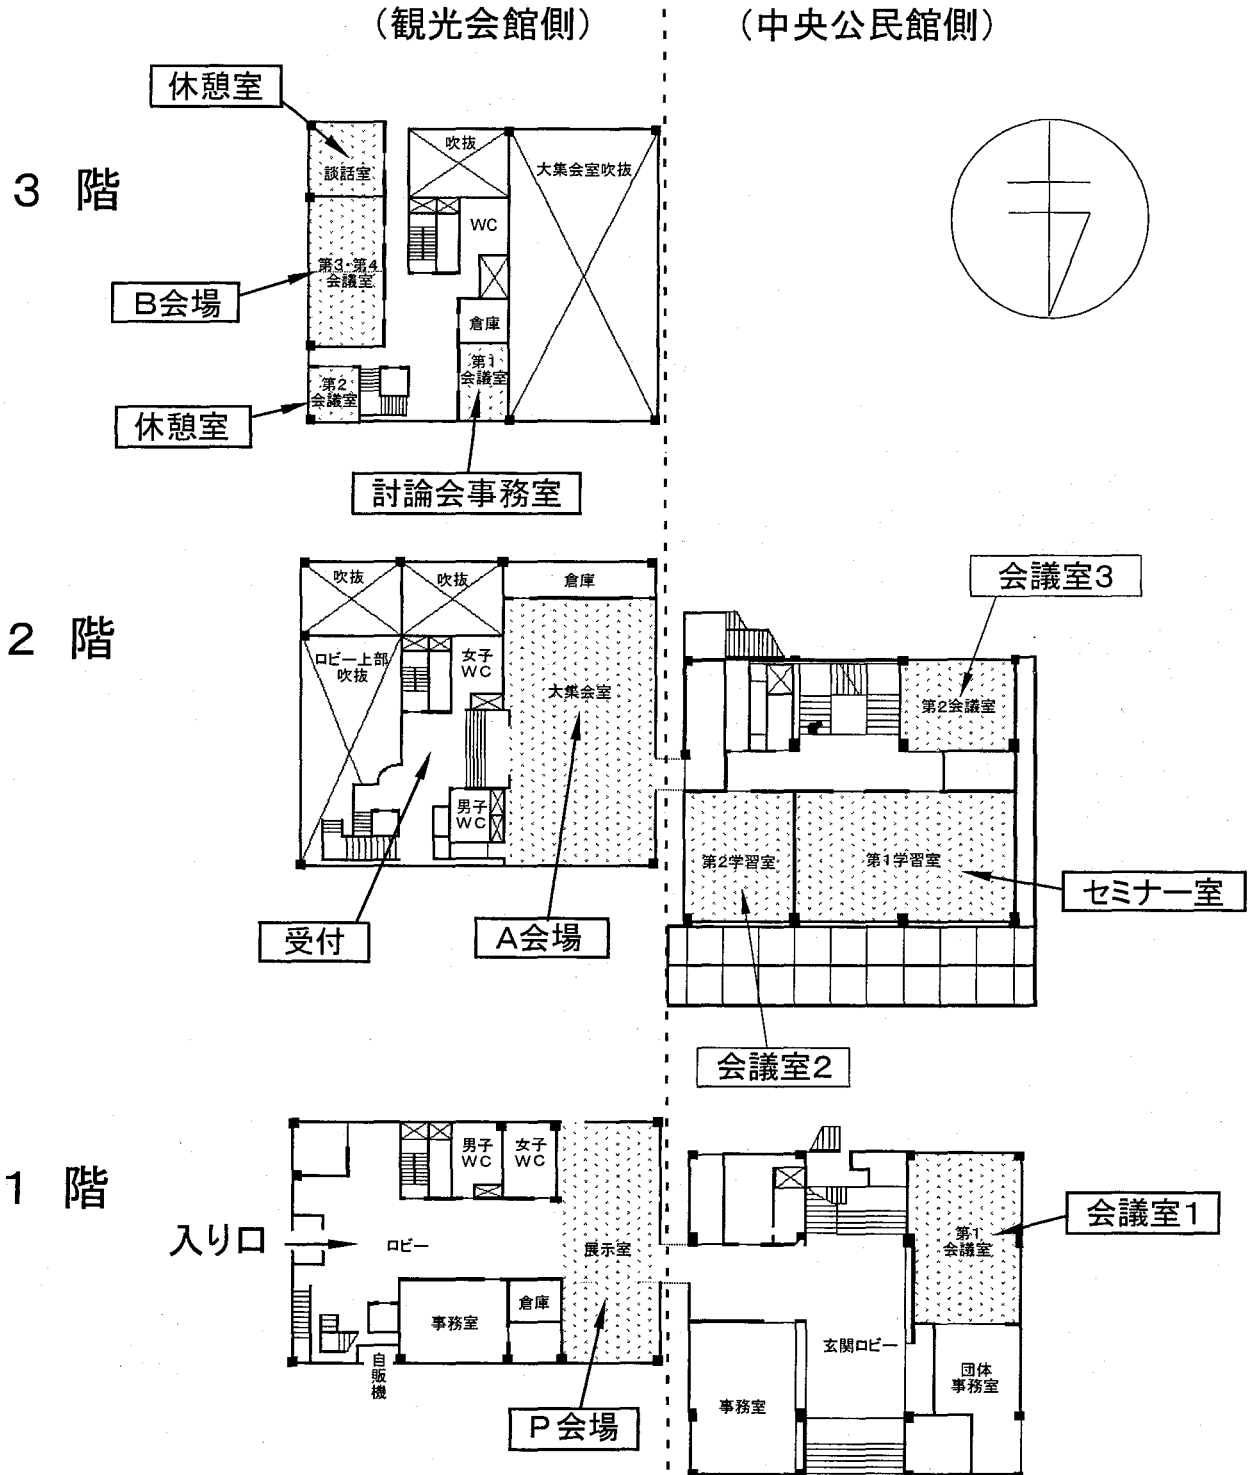 (観光会館側)
(中央公民館側)
休憩室
3 階
吹抜
大集会室吹抜
談話室
WC
第3・第4
会議室
B会場
倉庫
第1
会議室
第2
会議室
休憩室
討論会事務室
2 階
吹抜
吹抜
倉庫
会議室3
ロビー上部
吹抜
女子
WC
大集会室
第2会議室
男子
WC
第2学習室
第1学習室
セミナー室
受付
A会場
会議室2
1 階
男子
WC
女子
WC
会議室1
入り口
ロビー
展示室
第1
会議室
事務室
倉庫
玄関ロビー
自販機
団体
事務室
事務室
P会場